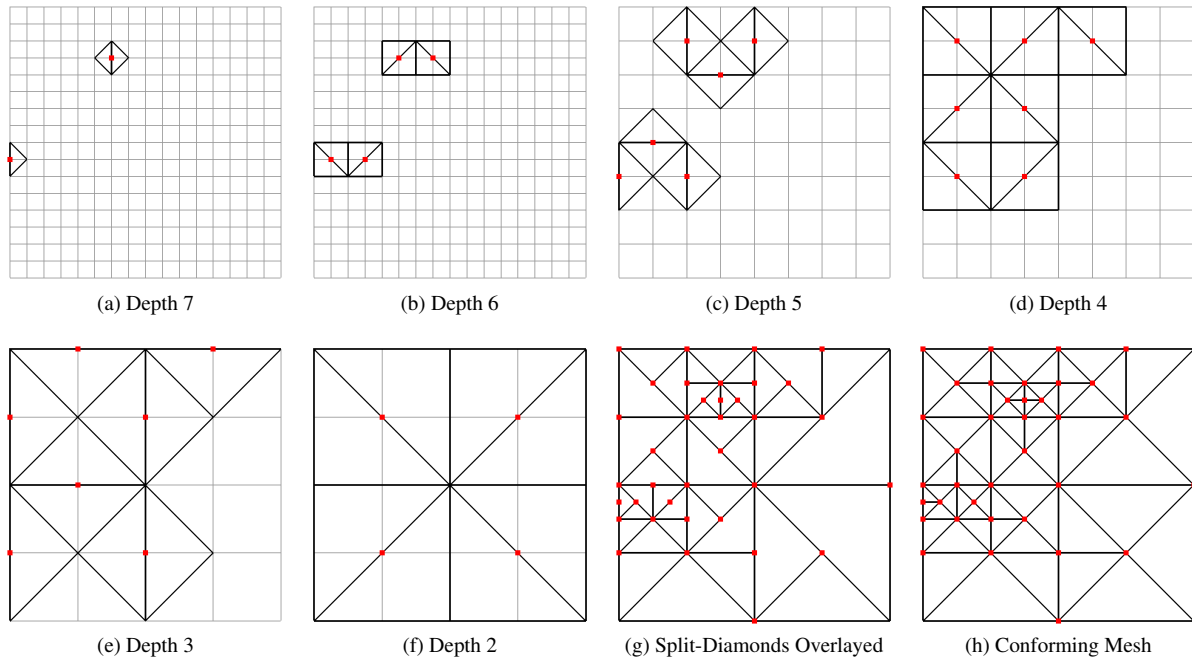 (a) Depth 7
(b) Depth 6
(c) Depth 5
(d) Depth 4
(e) Depth 3
(f) Depth 2
(g) Split-Diamonds Overlayed
(h) Conforming Mesh